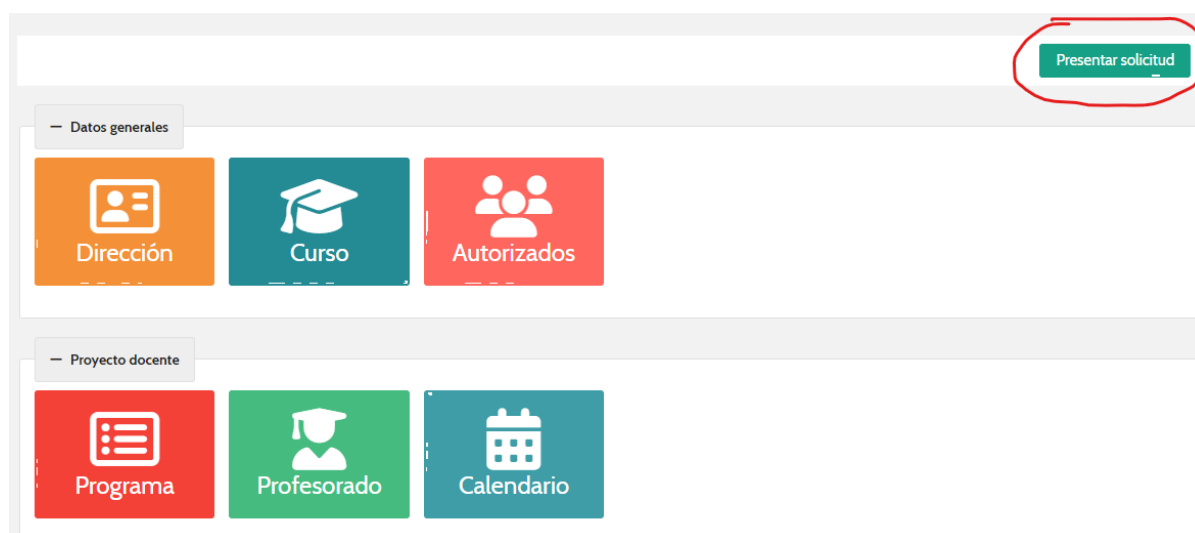 Presentar solicitud
— Datos generales
Dirección
Curso
Autorizados
— Proyecto docente
Programa
Profesorado
Calendario